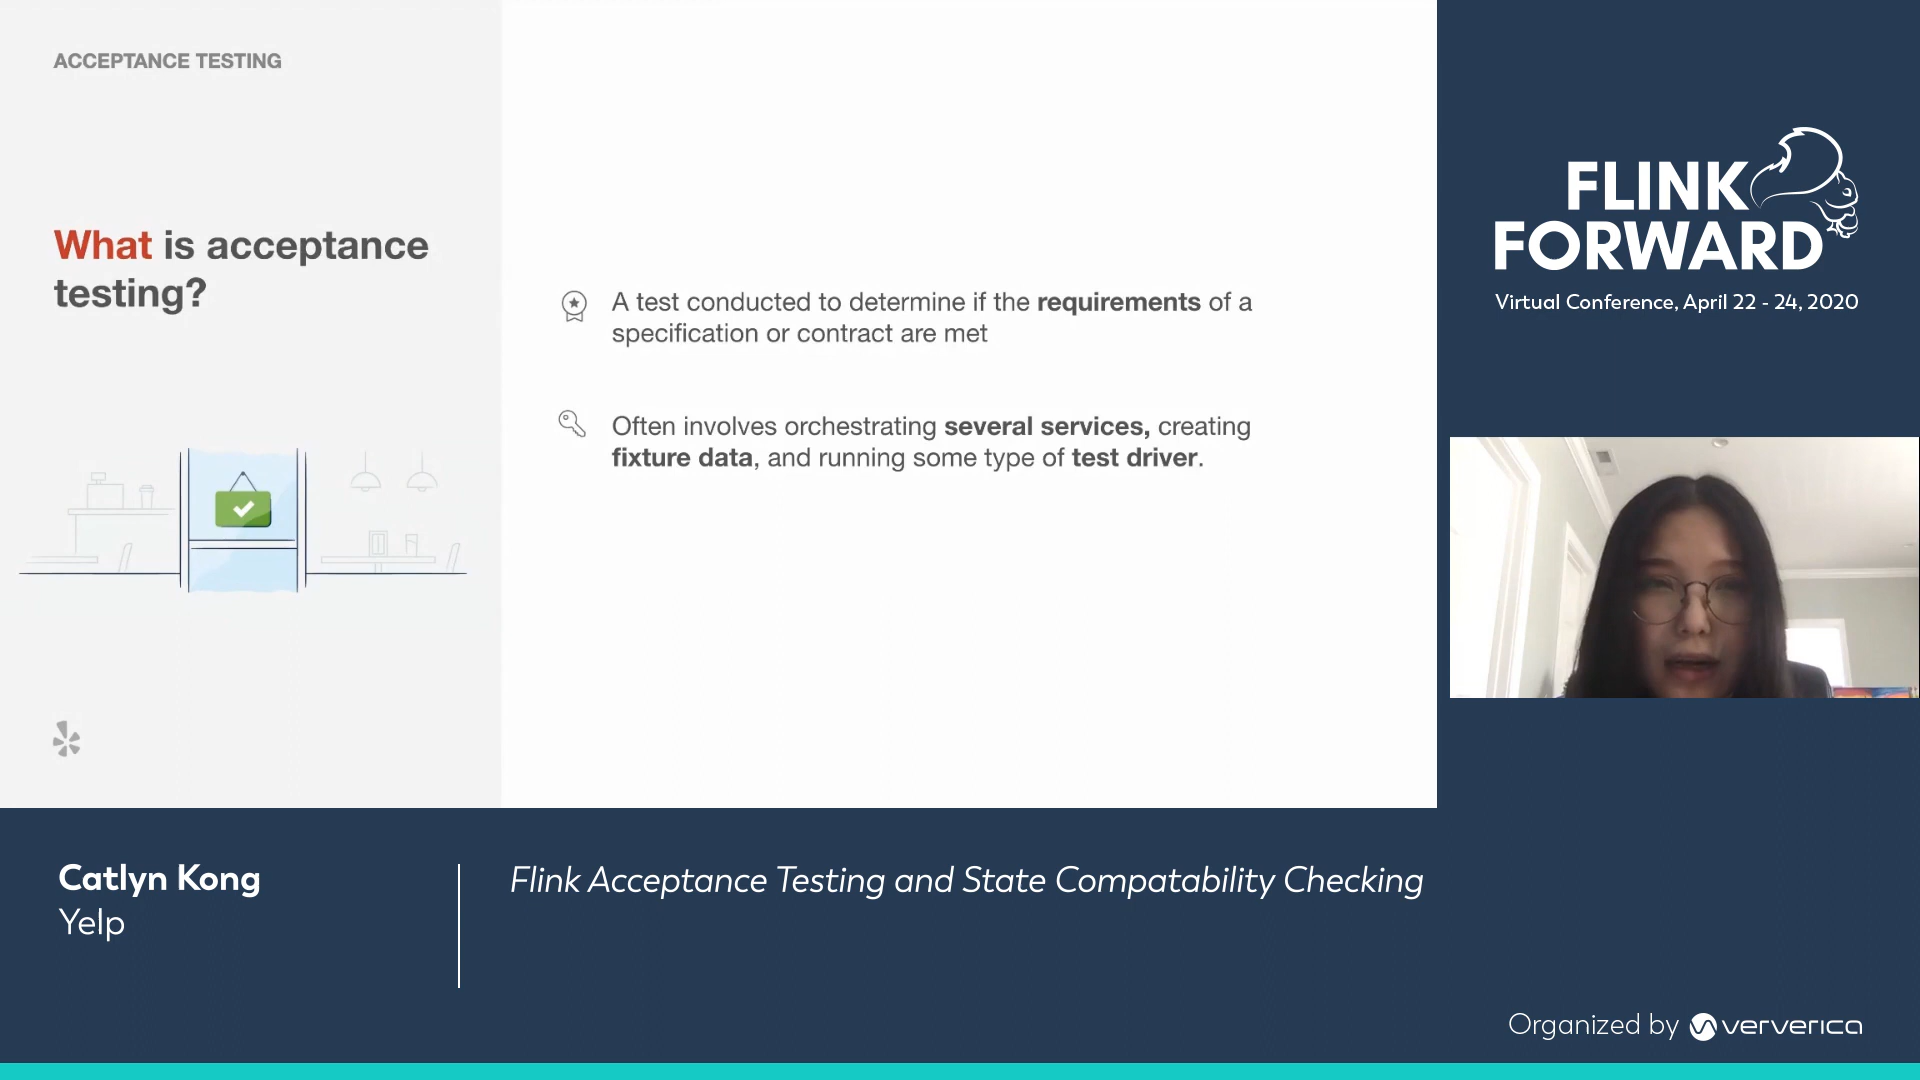 ACCEPTANCE TESTING
What is acceptance
testing?
A test conducted to determine if the requirements of a
specification or contract are met
Often involves orchestrating several services, creating
fixture data, and running some type of test driver.
FLINK
FORWARD
Virtual Conference, April 22 - 24, 2020
Catlyn Kong
Yelp
Flink Acceptance Testing and State Compatability Checking
Organized by ververica